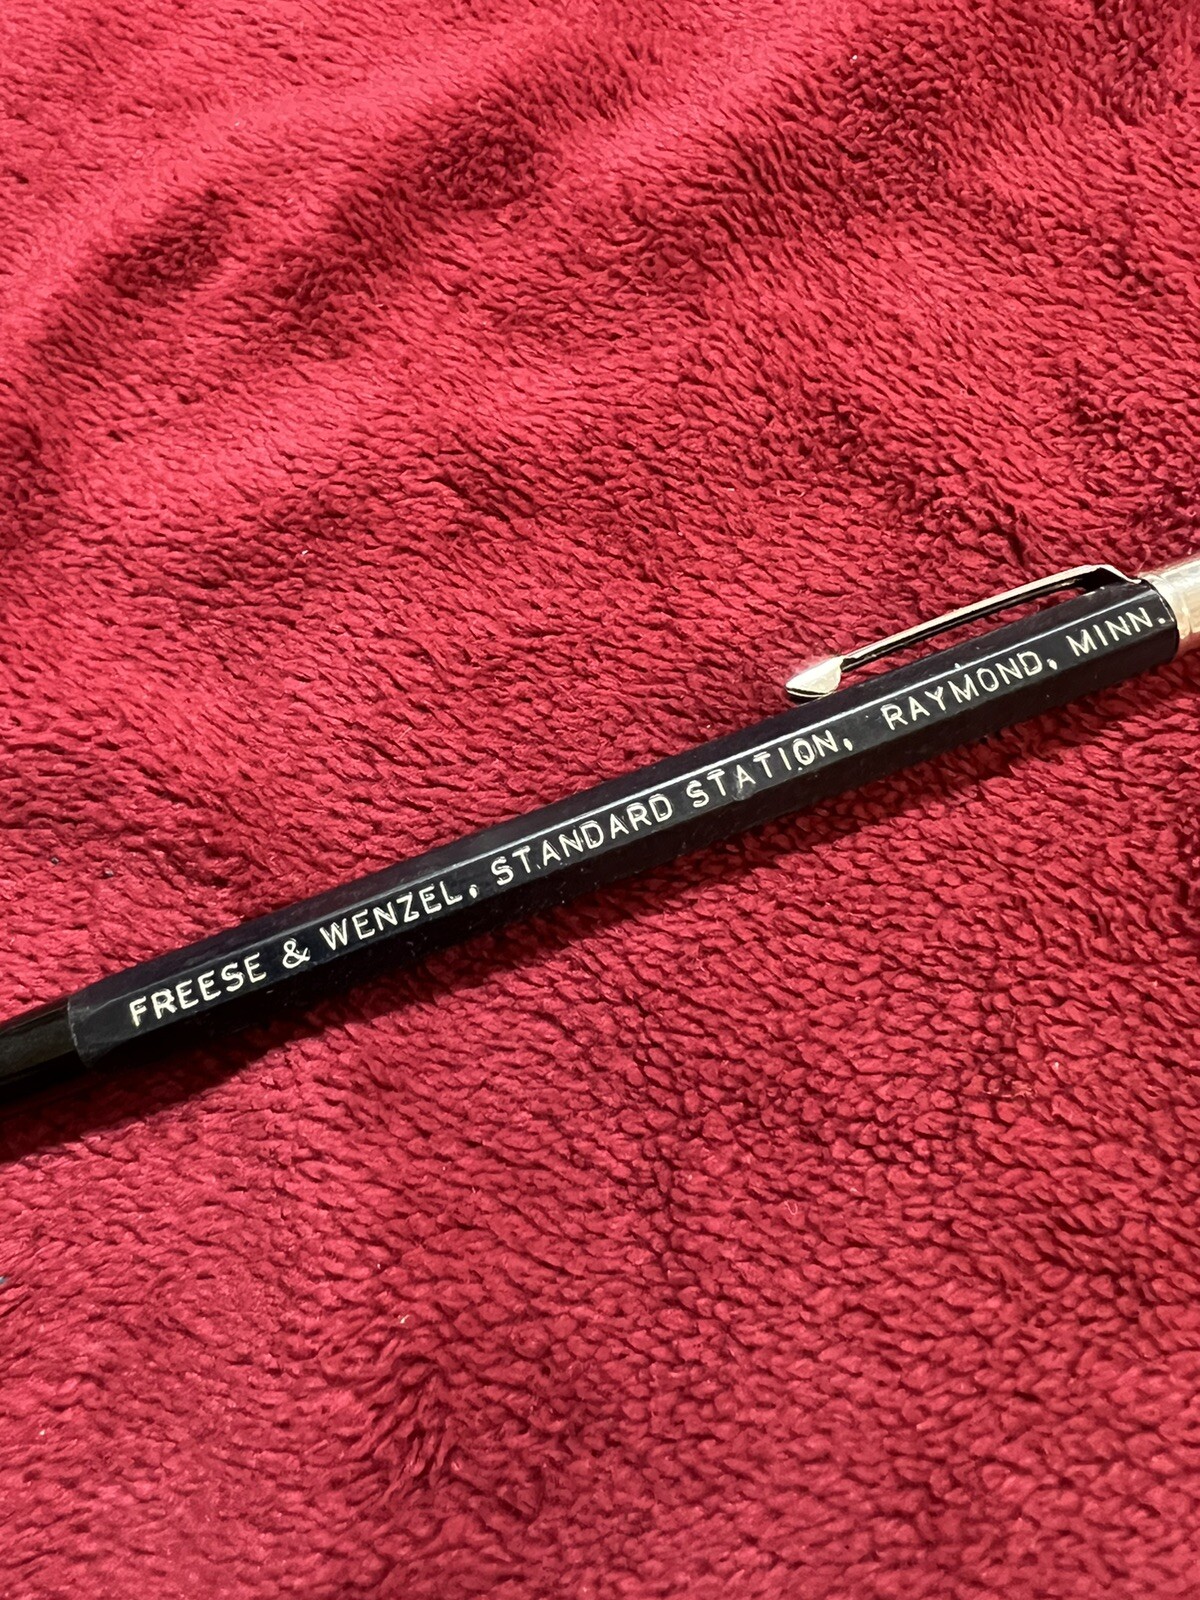 FREESE & WENZEL, STANDARD STATION, RAYMOND, MINN.